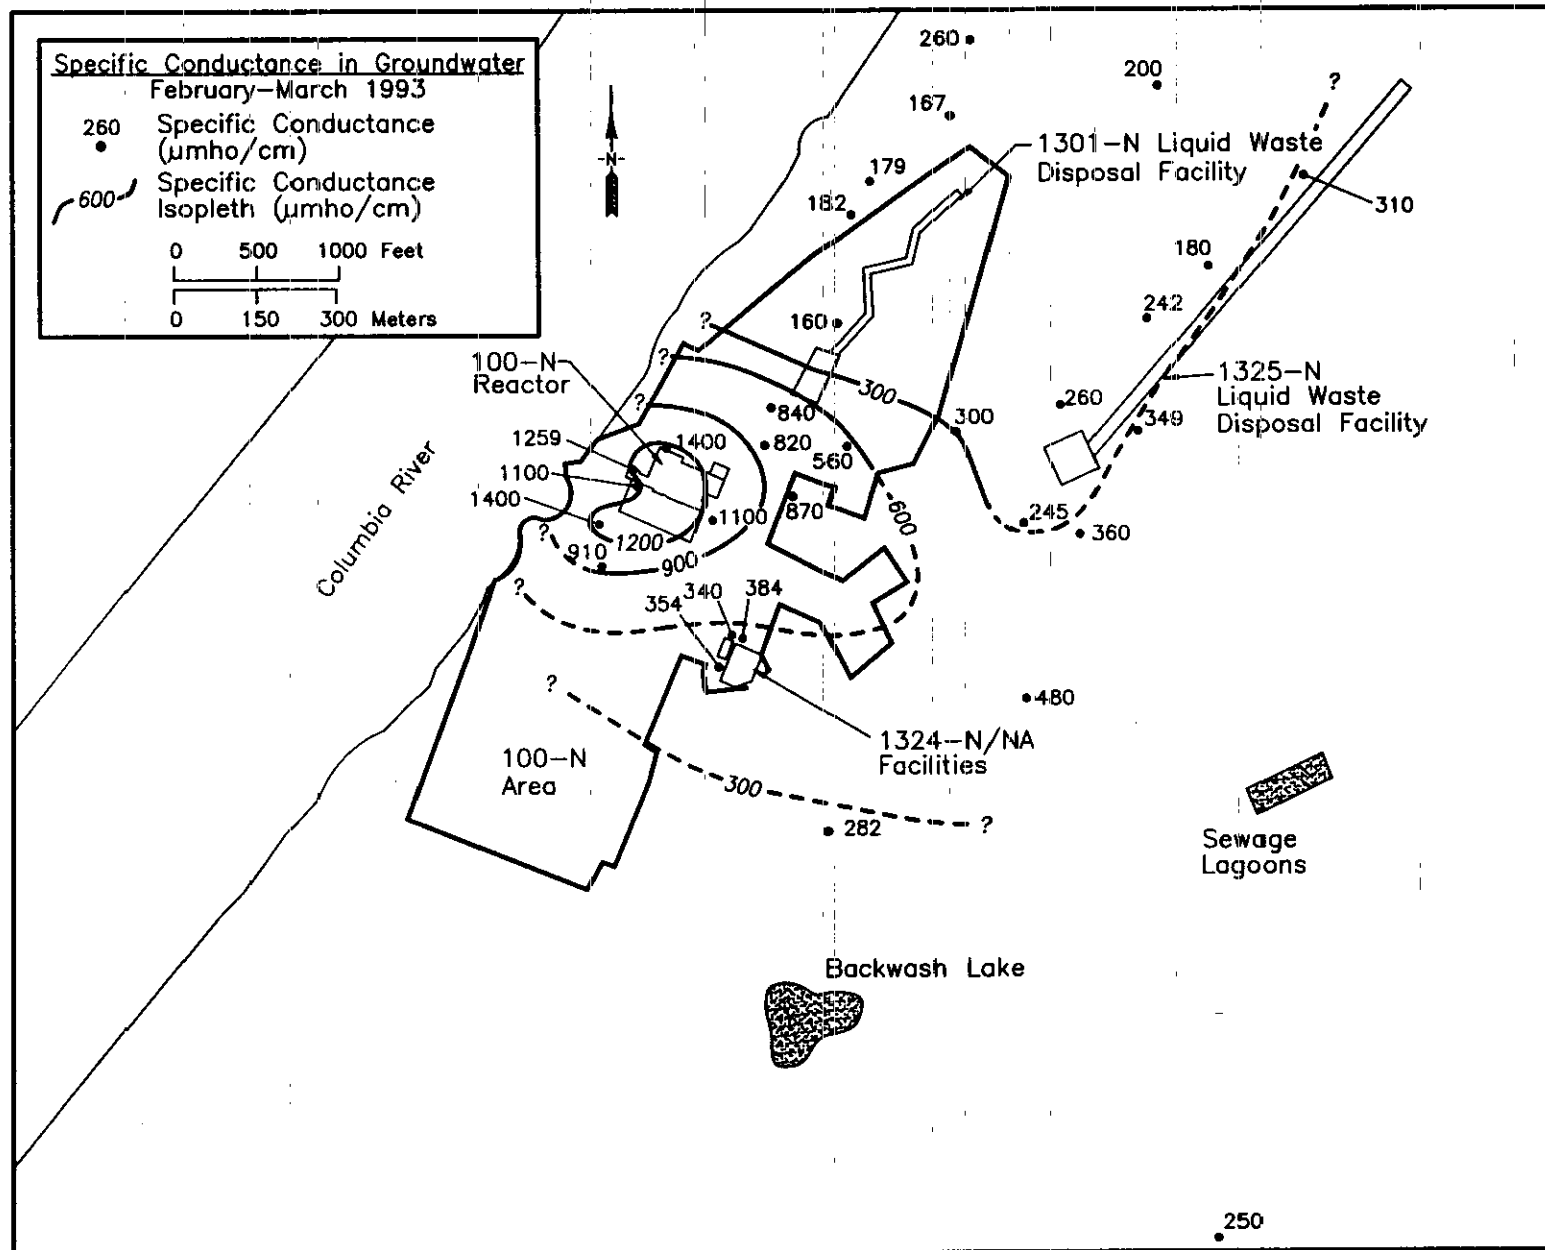 Specific Conductance in Groundwater
February-March 1993
260
Specific Conductance
(µmho/cm)
600
Specific Conductance
Isopleth (µmho/cm)
0 500 1000 Feet
0 150 300 Meters
-N-
260
200
?
167
1301-N Liquid Waste
Disposal Facility
179
182
310
180
242
160
?
?
100-N
Reactor
300
300
1325-N
Liquid Waste
Disposal Facility
260
349
?
840
1259
1400
820
560
1100
1400
870
600
1100
245
360
?
910
1200
900
Columbia River
?
354
340
384
?
480
1324-N/NA
Facilities
100-N
Area
300
?
282
Sewage
Lagoons
Backwash Lake
250